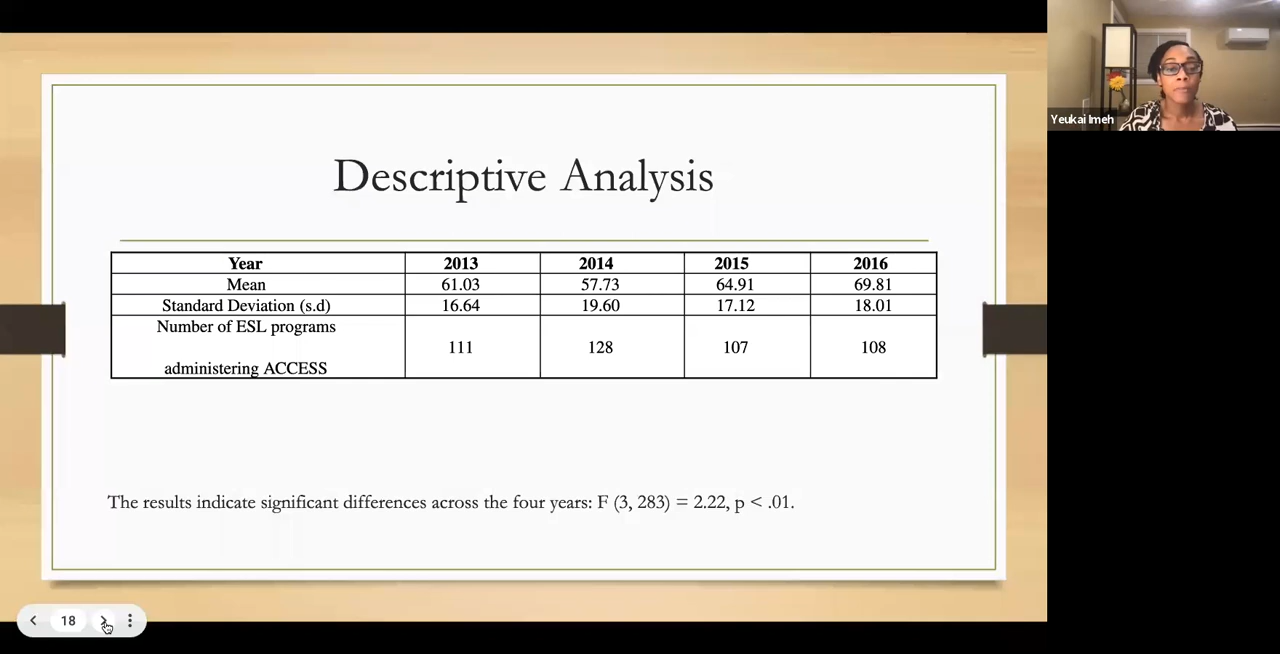 Descriptive Analysis
Year 2013 2014 2015 2016
Mean 61.03 57.73 64.91 69.81
Standard Deviation (s.d) 16.64 19.60 17.12 18.01
Number of ESL programs
administering ACCESS 111 128 107 108
The results indicate significant differences across the four years: F (3, 283) = 2.22, p < .01.
18
Yeukai Imeh